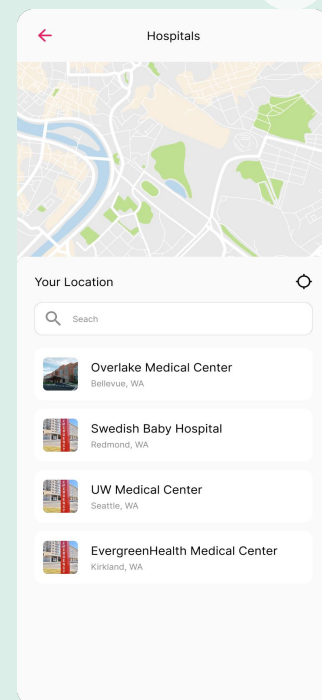 Hospitals
Your Location
Seach
Overlake Medical Center
Bellevue, WA
Swedish Baby Hospital
Redmond, WA
UW Medical Center
Seattle, WA
EvergreenHealth Medical Center
Kirkland, WA